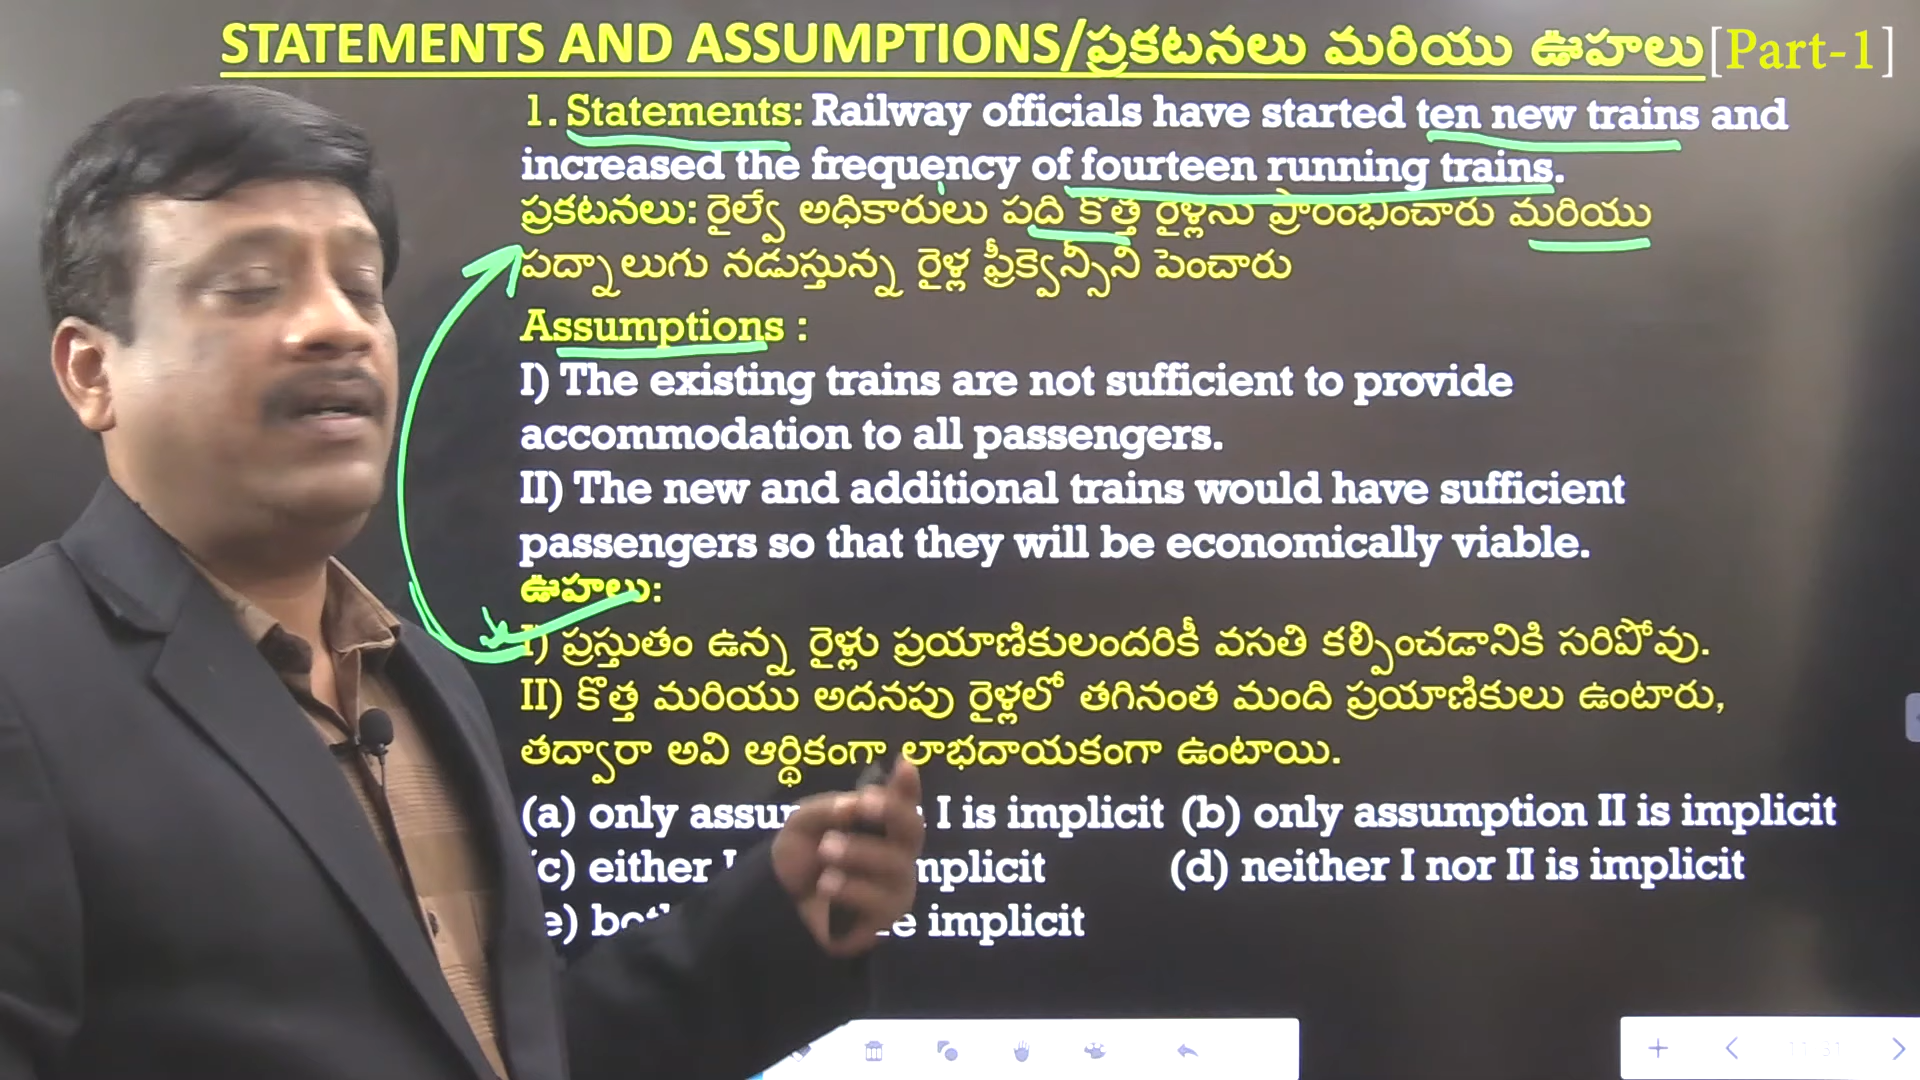 STATEMENTS AND ASSUMPTIONS/ప్రకటనలు మరియు ఊహలు[Part-1]
1. Statements: Railway officials have started ten new trains and
increased the frequency of fourteen running trains.
ప్రకటనలు: రైల్వే అధికారులు పది కొత్త రైళ్లను ప్రారంభించారు మరియు
పద్నాలుగు నడుస్తున్న రైళ్ల ఫ్రీక్వెన్సీని పెంచారు
Assumptions :
I) The existing trains are not sufficient to provide
accommodation to all passengers.
II) The new and additional trains would have sufficient
passengers so that they will be economically viable.
ఊహలు:
I) ప్రస్తుతం ఉన్న రైళ్లు ప్రయాణికులందరికీ వసతి కల్పించడానికి సరిపోవు.
II) కొత్త మరియు అదనపు రైళ్లలో తగినంత మంది ప్రయాణికులు ఉంటారు,
తద్వారా అవి ఆర్థికంగా లాభదాయకంగా ఉంటాయి.
(a) only I is implicit (b) only assumption II is implicit
(c) either implicit (d) neither I nor II is implicit
(e) implicit